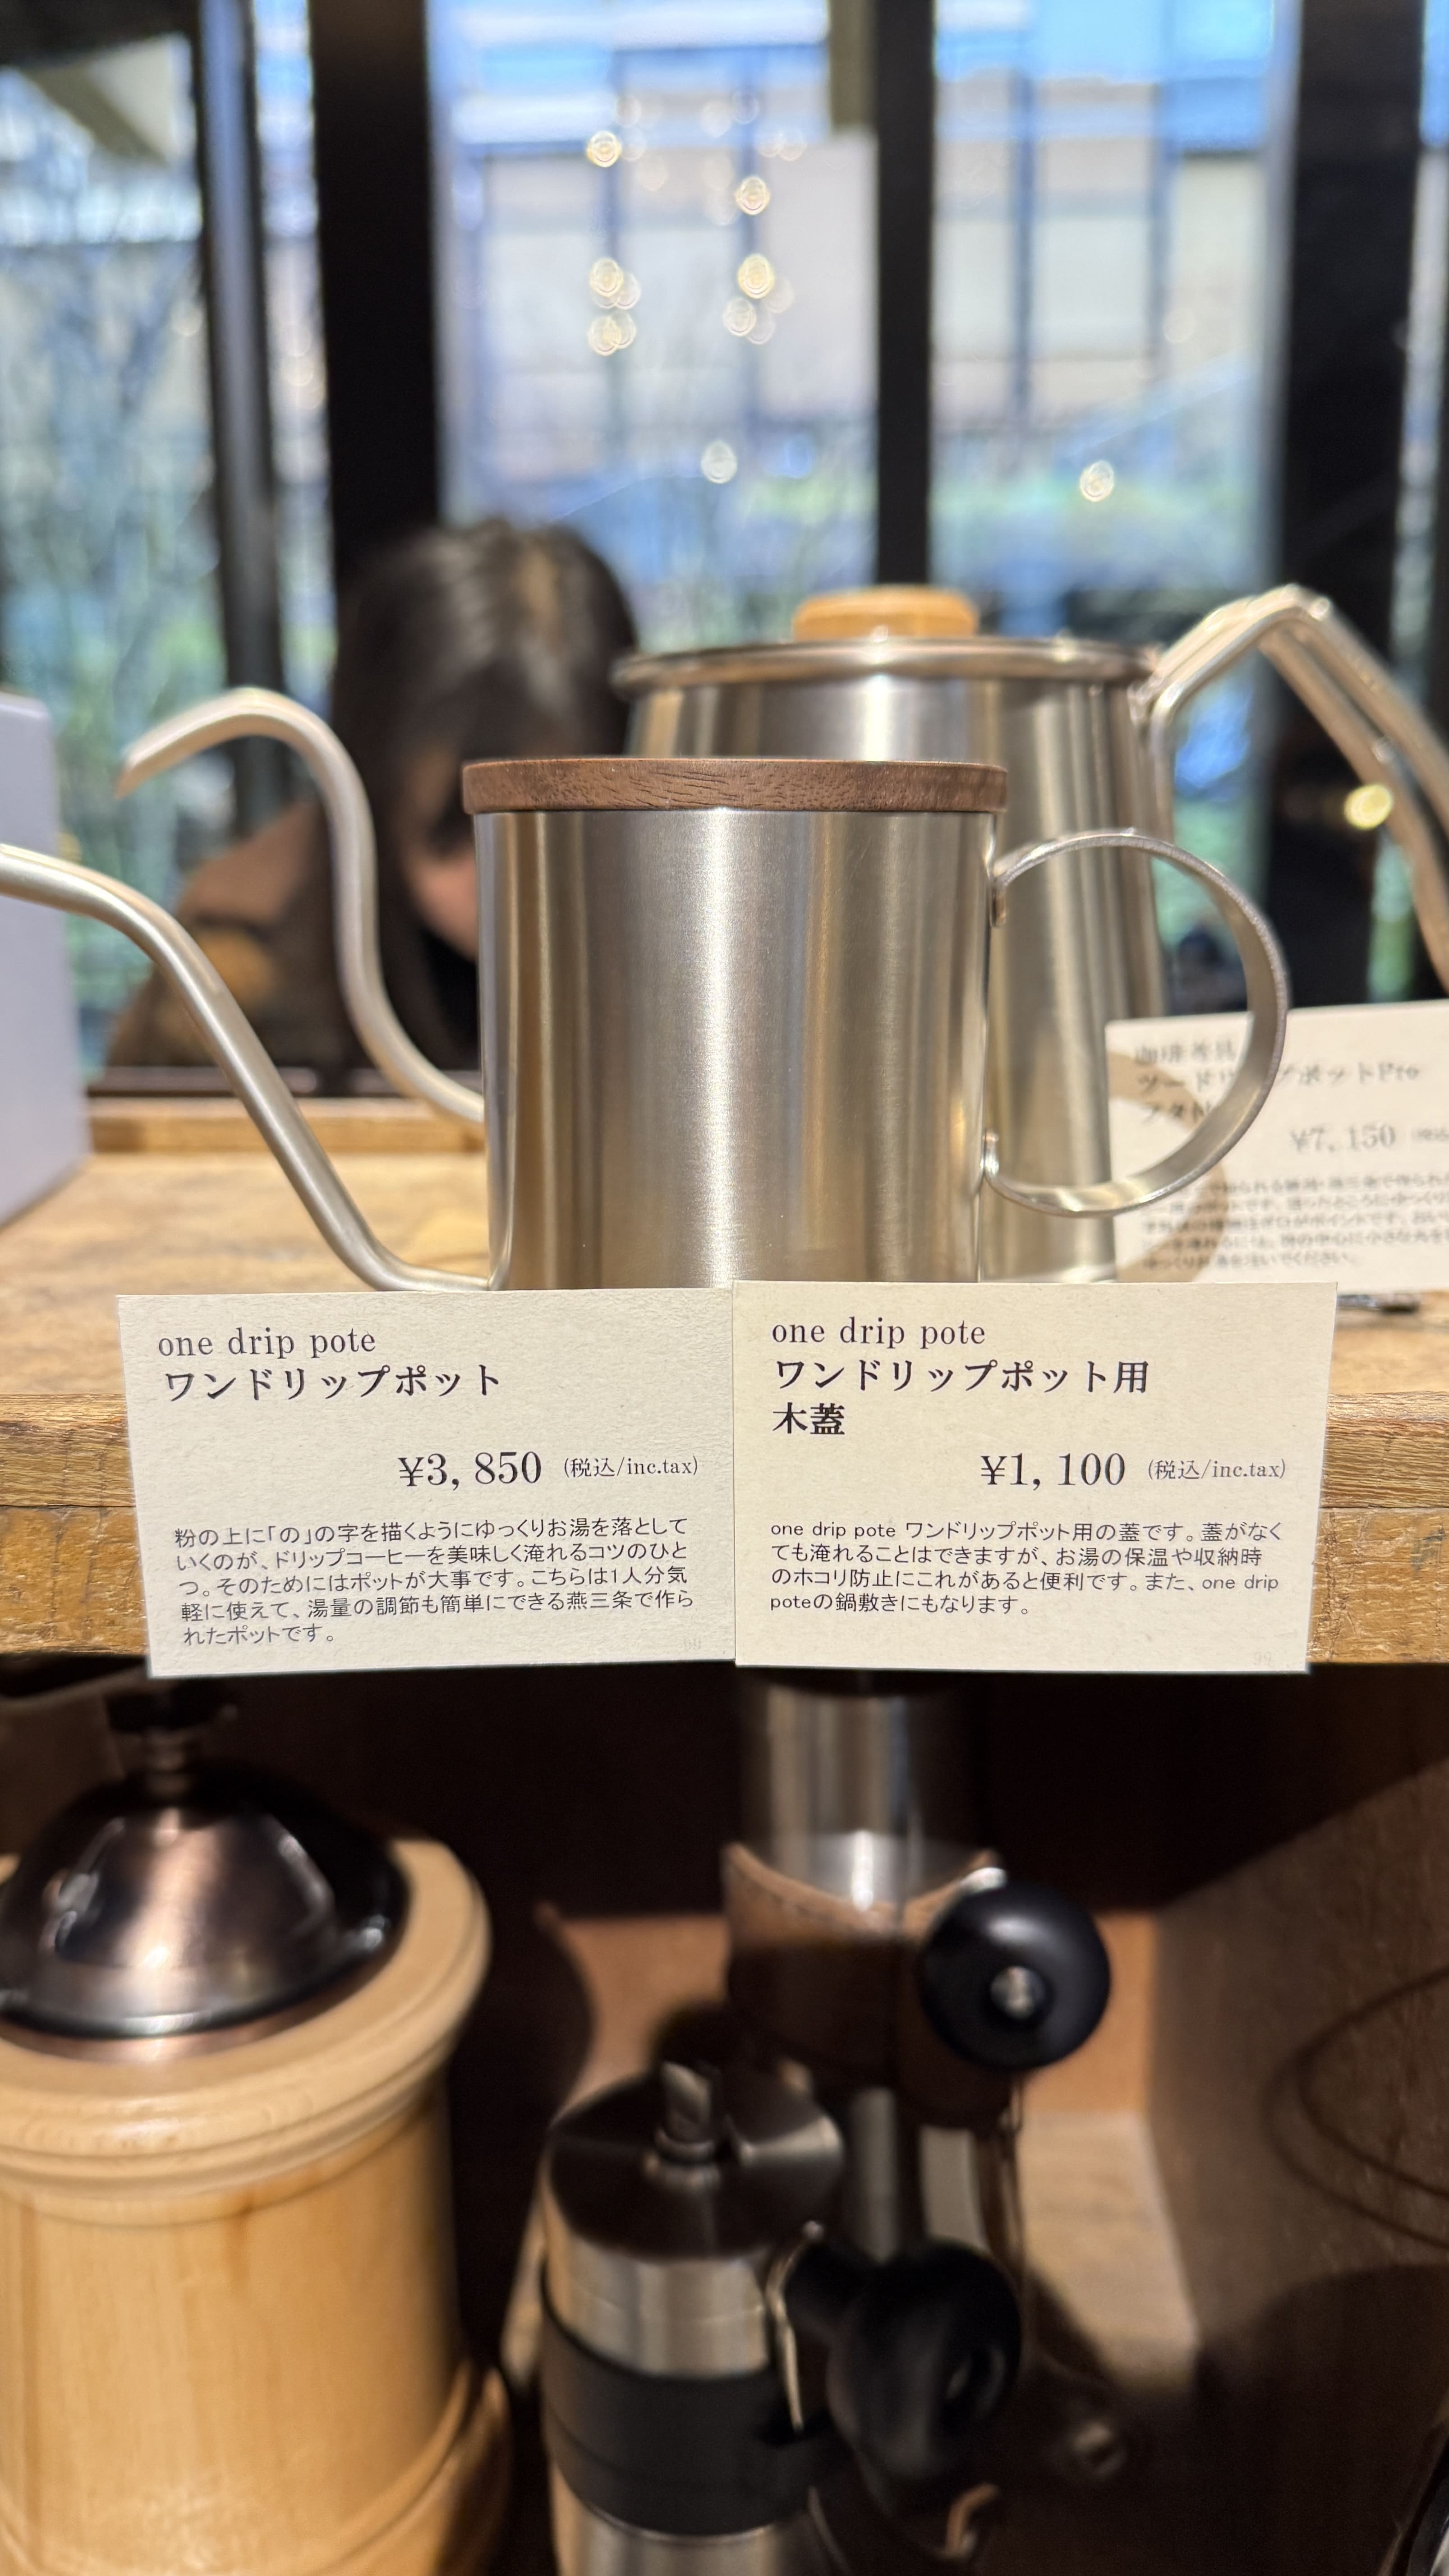 one drip pote
ワンドリップポット
¥3,850 (税込/inc.tax)
粉の上に「の」の字を描くようにゆっくりお湯を落として
いくのが、ドリップコーヒーを美味しく淹れるコツのひと
つ。そのためにはポットが大事です。こちらは1人分気
軽に使えて、湯量の調節も簡単にできる燕三条で作ら
れたポットです。
one drip pote
ワンドリップポット用
木蓋
¥1,100 (税込/inc.tax)
one drip pote ワンドリップポット用の蓋です。蓋がなく
ても淹れることはできますが、お湯の保温や収納時
のホコリ防止にこれがあると便利です。また、one drip
poteの鍋敷きにもなります。
ポットPro
¥7,150